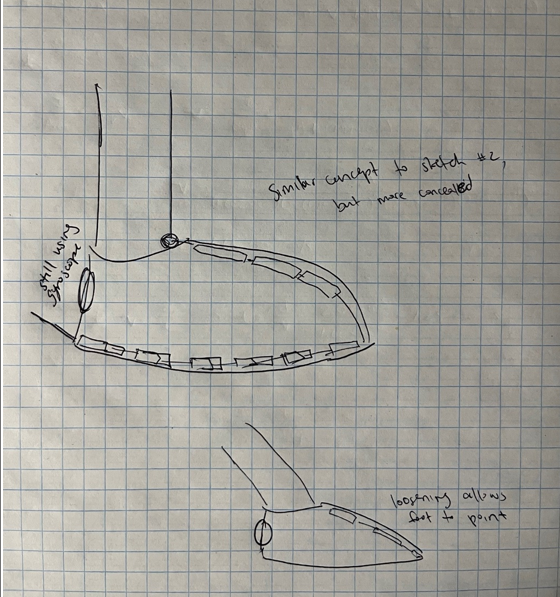 Similar concept to sketch #2,
but more concealed
still using
gyroscope
loosening allows
foot to point